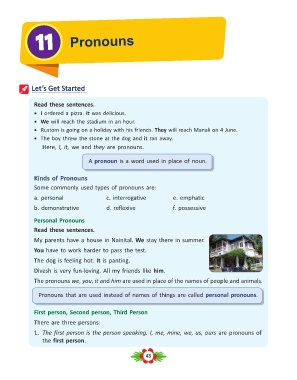 11 Pronouns
Let's Get Started
Read these sentences.
• I ordered a pizza. It was delicious.
• We will reach the stadium in an hour.
• Rustom is going on a holiday with his friends. They will reach Manali on 4 June.
• The boy threw the stone at the dog and it ran away.
Here, I, it, we and they are pronouns.
A pronoun is a word used in place of noun.
Kinds of Pronouns
Some commonly used types of pronouns are:
a. personal c. interrogative e. emphatic
b. demonstrative d. reflexive f. possessive
Personal Pronouns
Read these sentences.
My parents have a house in Nainital. We stay there in summer.
You have to work harder to pass the test.
The dog is feeling hot. It is panting.
Divesh is very fun-loving. All my friends like him.
The pronouns we, you, it and him are used in place of the names of people and animals.
Pronouns that are used instead of names of things are called personal pronouns.
First person, Second person, Third Person
There are three persons:
1. The first person is the person speaking. I, me, mine, we, us, ours are pronouns of
the first person.
43